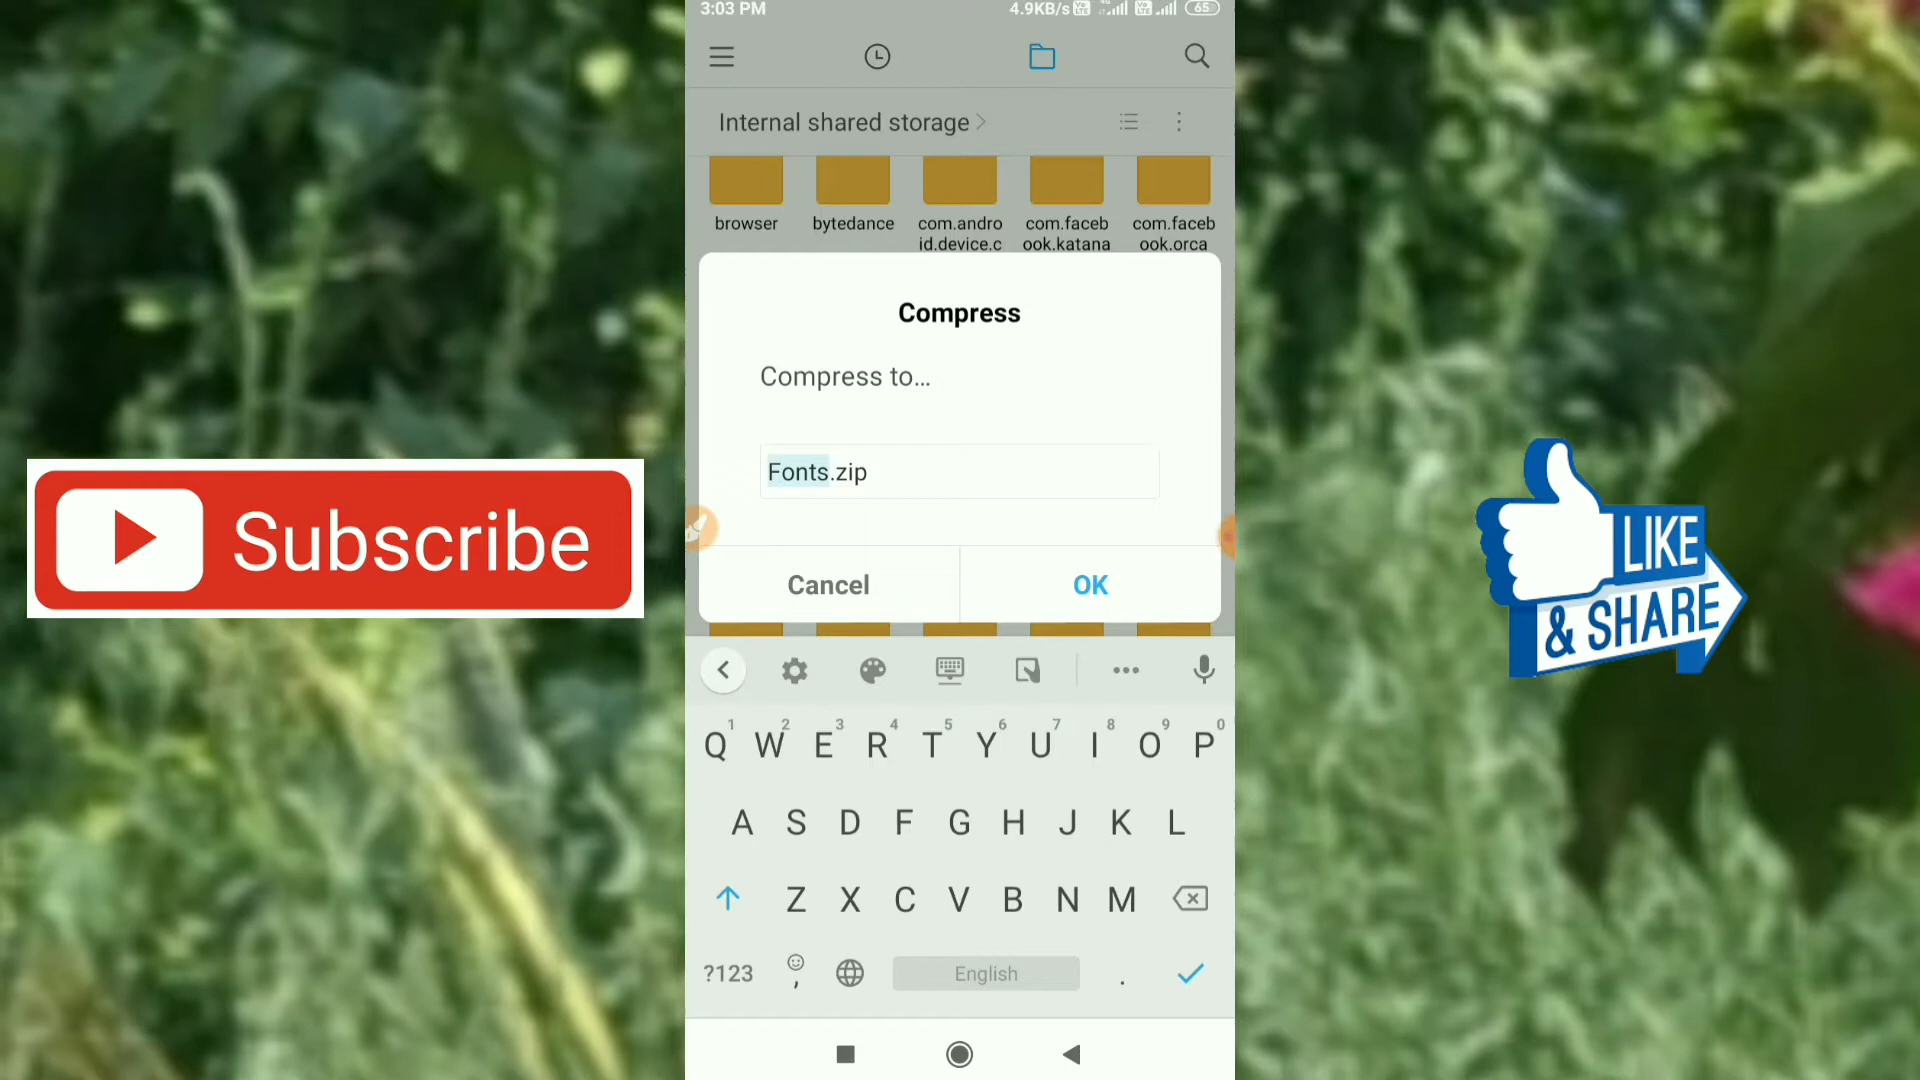 3:03 PM
4.9KB/s
65
Internal shared storage
browser
bytedance
com.andro
id.device.c
com.faceb
ook.katana
com.faceb
ook.orca
Compress
Compress to...
Fonts.zip
Cancel
OK
Subscribe
LIKE
& SHARE
1 2 3 4 5 6 7 8 9 0
Q W E R T Y U I O P
A S D F G H J K L
Z X C V B N M
?123 , English .